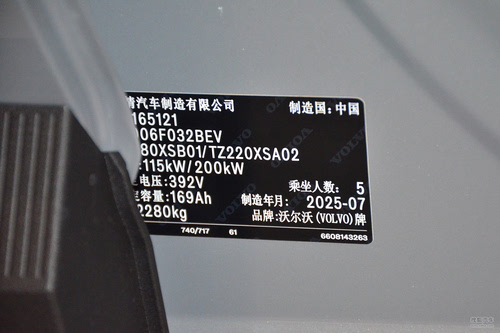 汽车制造有限公司 制造国:中国
165121
06F032BEV
80XSB01/TZ220XSA02
:115kW/200kW
电压:392V 乘坐人数: 5
容量:169Ah 制造年月: 2025-07
2280kg 品牌:沃尔沃(VOLVO)牌
740/717 61 6608143263